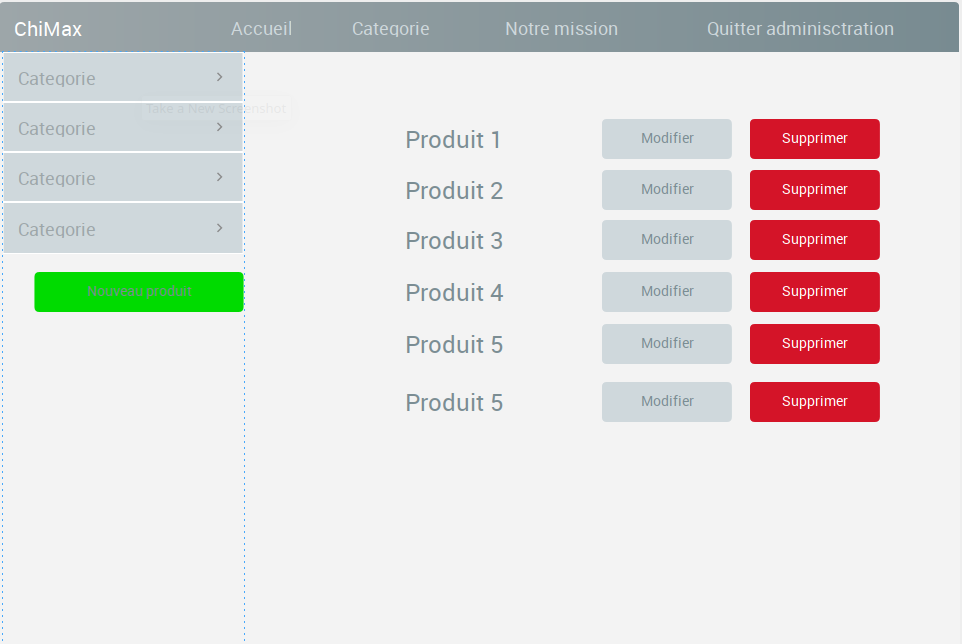 ChiMax Accueil Categorie Notre mission Quitter adminisctration
Categorie
Take a New Screenshot
Categorie
Categorie
Categorie
Nouveau produit
Produit 1 Modifier Supprimer
Produit 2 Modifier Supprimer
Produit 3 Modifier Supprimer
Produit 4 Modifier Supprimer
Produit 5 Modifier Supprimer
Produit 5 Modifier Supprimer